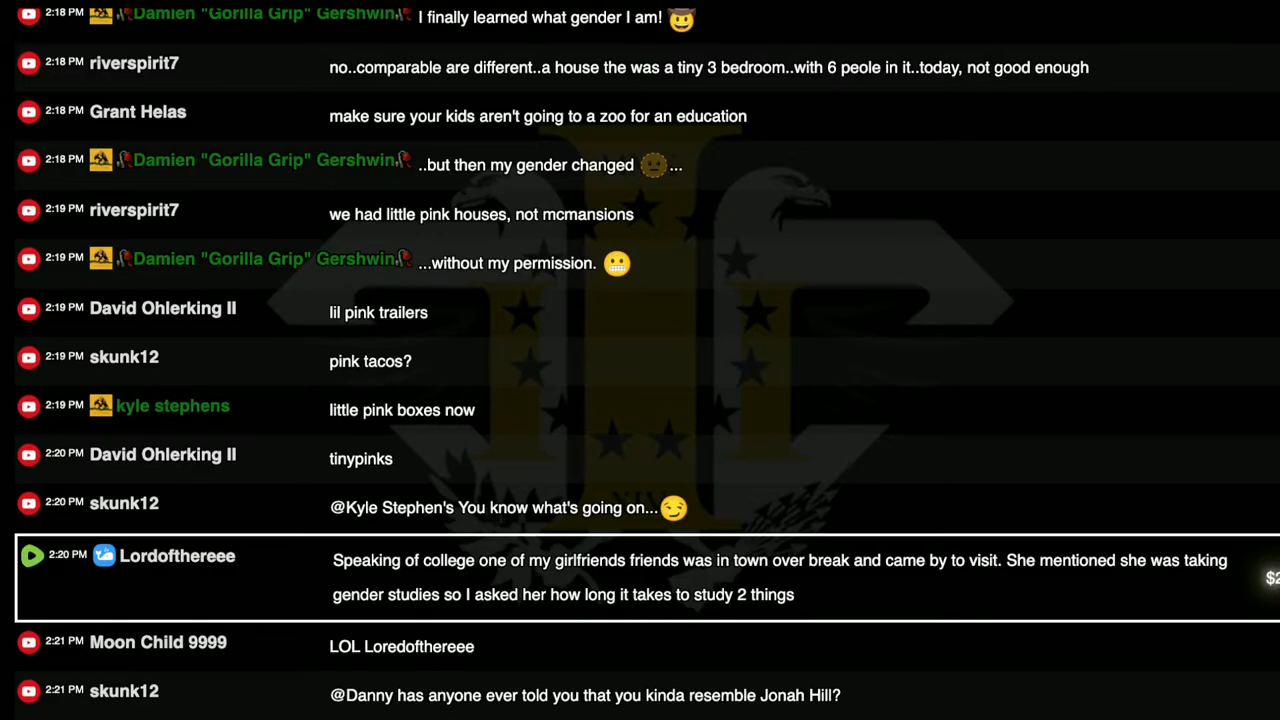 2:18 PM Damien "Gorilla Grip" Gershwin I finally learned what gender I am!
2:18 PM riverspirit7 no..comparable are different..a house the was a tiny 3 bedroom..with 6 peole in it..today, not good enough
2:18 PM Grant Helas make sure your kids aren't going to a zoo for an education
2:18 PM Damien "Gorilla Grip" Gershwin ..but then my gender changed ...
2:19 PM riverspirit7 we had little pink houses, not mcmansions
2:19 PM Damien "Gorilla Grip" Gershwin ...without my permission.
2:19 PM David Ohlerking II lil pink trailers
2:19 PM skunk12 pink tacos?
2:19 PM kyle stephens little pink boxes now
2:20 PM David Ohlerking II tinypinks
2:20 PM skunk12 @Kyle Stephen's You know what's going on...
2:20 PM Lordofthereee Speaking of college one of my girlfriends friends was in town over break and came by to visit. She mentioned she was taking
gender studies so I asked her how long it takes to study 2 things
2:21 PM Moon Child 9999 LOL Loredofthereee
2:21 PM skunk12 @Danny has anyone ever told you that you kinda resemble Jonah Hill?